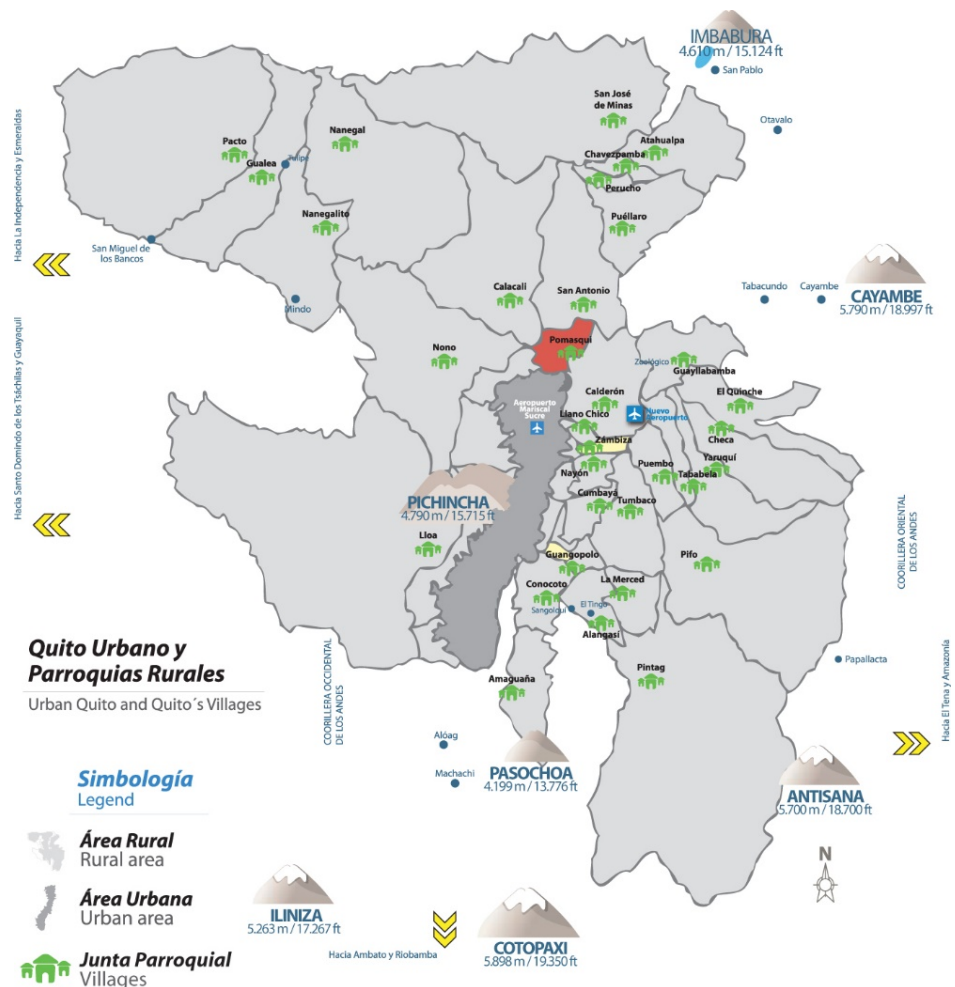 IMBABURA
4.610 m / 15.124 ft
San Pablo
Otavalo
San José
de Minas
Atahualpa
Chavezpamba
Perucho
Puéllaro
Nanegal
Pacto
Gualea
Tulipe
Nanegalito
San Miguel de
los Bancos
Mindo
Hacia La Independencia y Esmeraldas
Calacali
San Antonio
Tabacundo
Cayambe
CAYAMBE
5.790 m / 18.997 ft
Pomasqui
Nono
Zoológico
Guayllabamba
El Quinche
Calderón
Aeropuerto
Mariscal
Sucre
Llano Chico
Nuevo
Aeropuerto
Zámbiza
Checa
Nayón
Puembo
Yaruquí
Tababela
Cumbayá
Tumbaco
Hacia Santo Domindo de los Tsáchilas y Guayaquil
PICHINCHA
4.790 m / 15.715 ft
Lloa
Guangopolo
Pifo
COORILLERA ORIENTAL
DE LOS ANDES
Conocoto
La Merced
Sangolquí
El Tingo
Alangasí
Quito Urbano y
Parroquias Rurales
Urban Quito and Quito´s Villages
COORILLERA OCCIDENTAL
DE LOS ANDES
Amaguaña
Pintag
Papallacta
Hacia El Tena y Amazonía
Alóag
Machachi
PASOCHOA
4.199 m / 13.776 ft
ANTISANA
5.700 m / 18.700 ft
Simbología
Legend
Área Rural
Rural area
Área Urbana
Urban area
Junta Parroquial
Villages
ILINIZA
5.263 m / 17.267 ft
Hacia Ambato y Riobamba
COTOPAXI
5.898 m / 19.350 ft
N